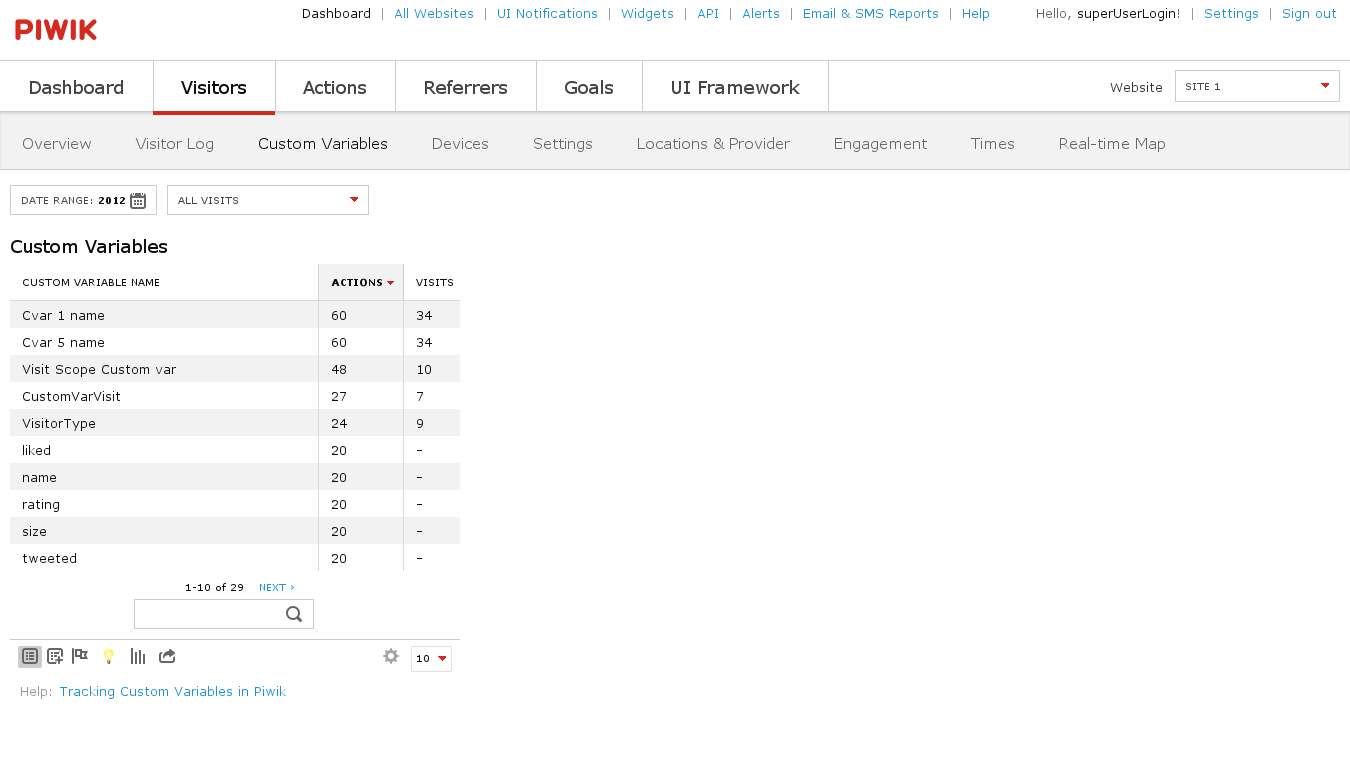 PIWIK
Dashboard | All Websites | UI Notifications | Widgets | API | Alerts | Email & SMS Reports | Help
Hello, superUserLogin! | Settings | Sign out
Dashboard Visitors Actions Referrers Goals UI Framework
Website SITE 1
Overview Visitor Log Custom Variables Devices Settings Locations & Provider Engagement Times Real-time Map
DATE RANGE: 2012 ALL VISITS
Custom Variables
CUSTOM VARIABLE NAME ACTIONS VISITS
Cvar 1 name 60 34
Cvar 5 name 60 34
Visit Scope Custom var 48 10
CustomVarVisit 27 7
VisitorType 24 9
liked 20 -
name 20 -
rating 20 -
size 20 -
tweeted 20 -
1-10 of 29 NEXT ›
10
Help: Tracking Custom Variables in Piwik